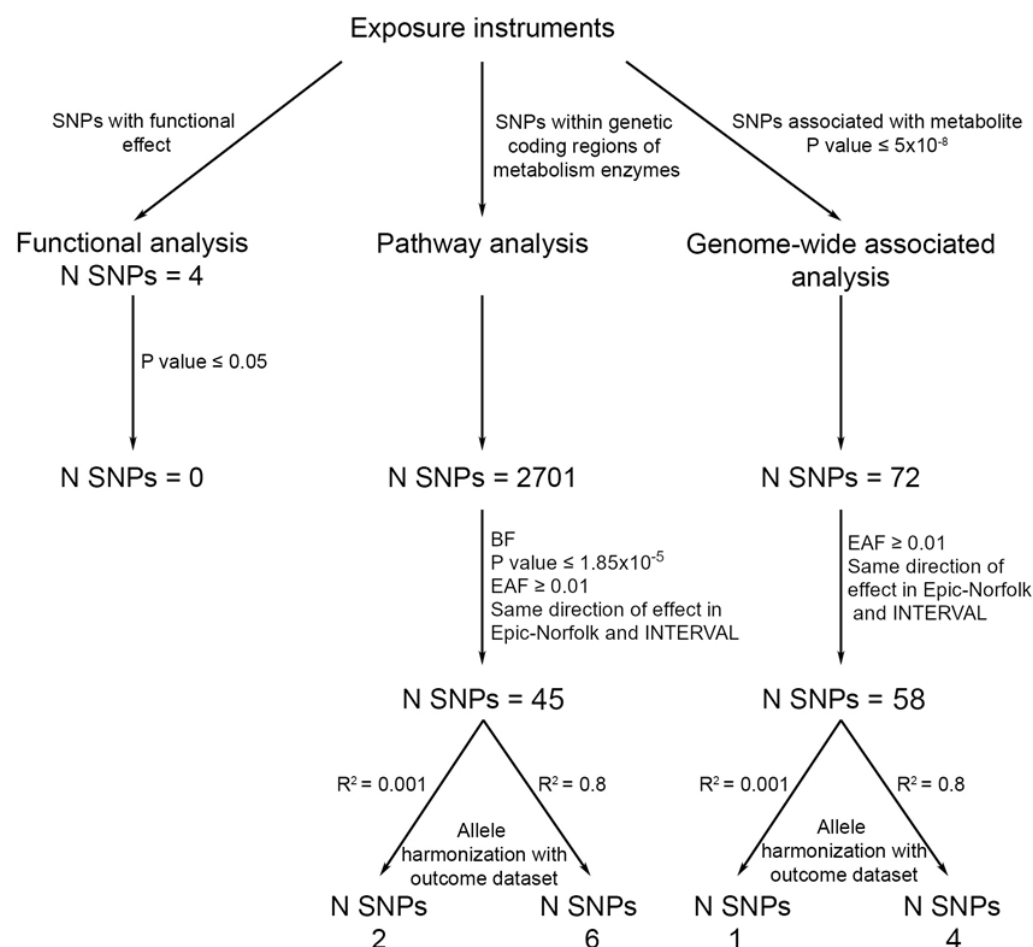 Exposure instruments
SNPs with functional
effect
SNPs within genetic
coding regions of
metabolism enzymes
SNPs associated with metabolite
P value ≤ 5x10⁻⁸
Functional analysis
N SNPs = 4
Pathway analysis
Genome-wide associated
analysis
P value ≤ 0.05
N SNPs = 0
N SNPs = 2701
N SNPs = 72
BF
P value ≤ 1.85x10⁻⁵
EAF ≥ 0.01
Same direction of effect in
Epic-Norfolk and INTERVAL
EAF ≥ 0.01
Same direction of
effect in Epic-Norfolk
and INTERVAL
N SNPs = 45
N SNPs = 58
R² = 0.001
R² = 0.8
R² = 0.001
R² = 0.8
Allele
harmonization with
outcome dataset
Allele
harmonization with
outcome dataset
N SNPs
2
N SNPs
6
N SNPs
1
N SNPs
4